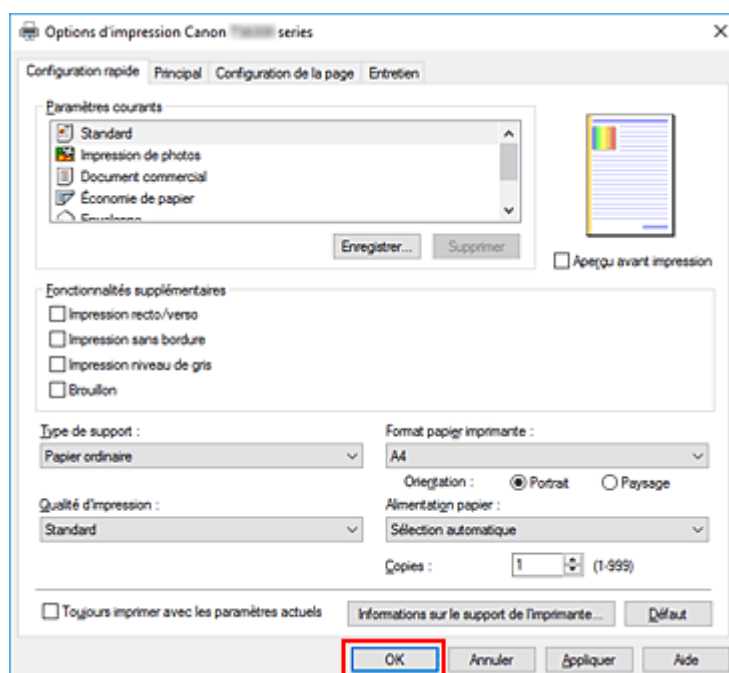 Options d'impression Canon series
Configuration rapide Principal Configuration de la page Entretien
Paramètres courants
Standard
Impression de photos
Document commercial
Économie de papier
Enregistrer... Supprimer
Aperçu avant impression
Fonctionnalités supplémentaires
Impression recto/verso
Impression sans bordure
Impression niveau de gris
Brouillon
Type de support :
Papier ordinaire
Format papier imprimante :
A4
Orientation : Portrait Paysage
Qualité d'impression :
Standard
Alimentation papier :
Sélection automatique
Copies : 1 (1-999)
Toujours imprimer avec les paramètres actuels Informations sur le support de l'imprimante... Défaut
OK Annuler Appliquer Aide